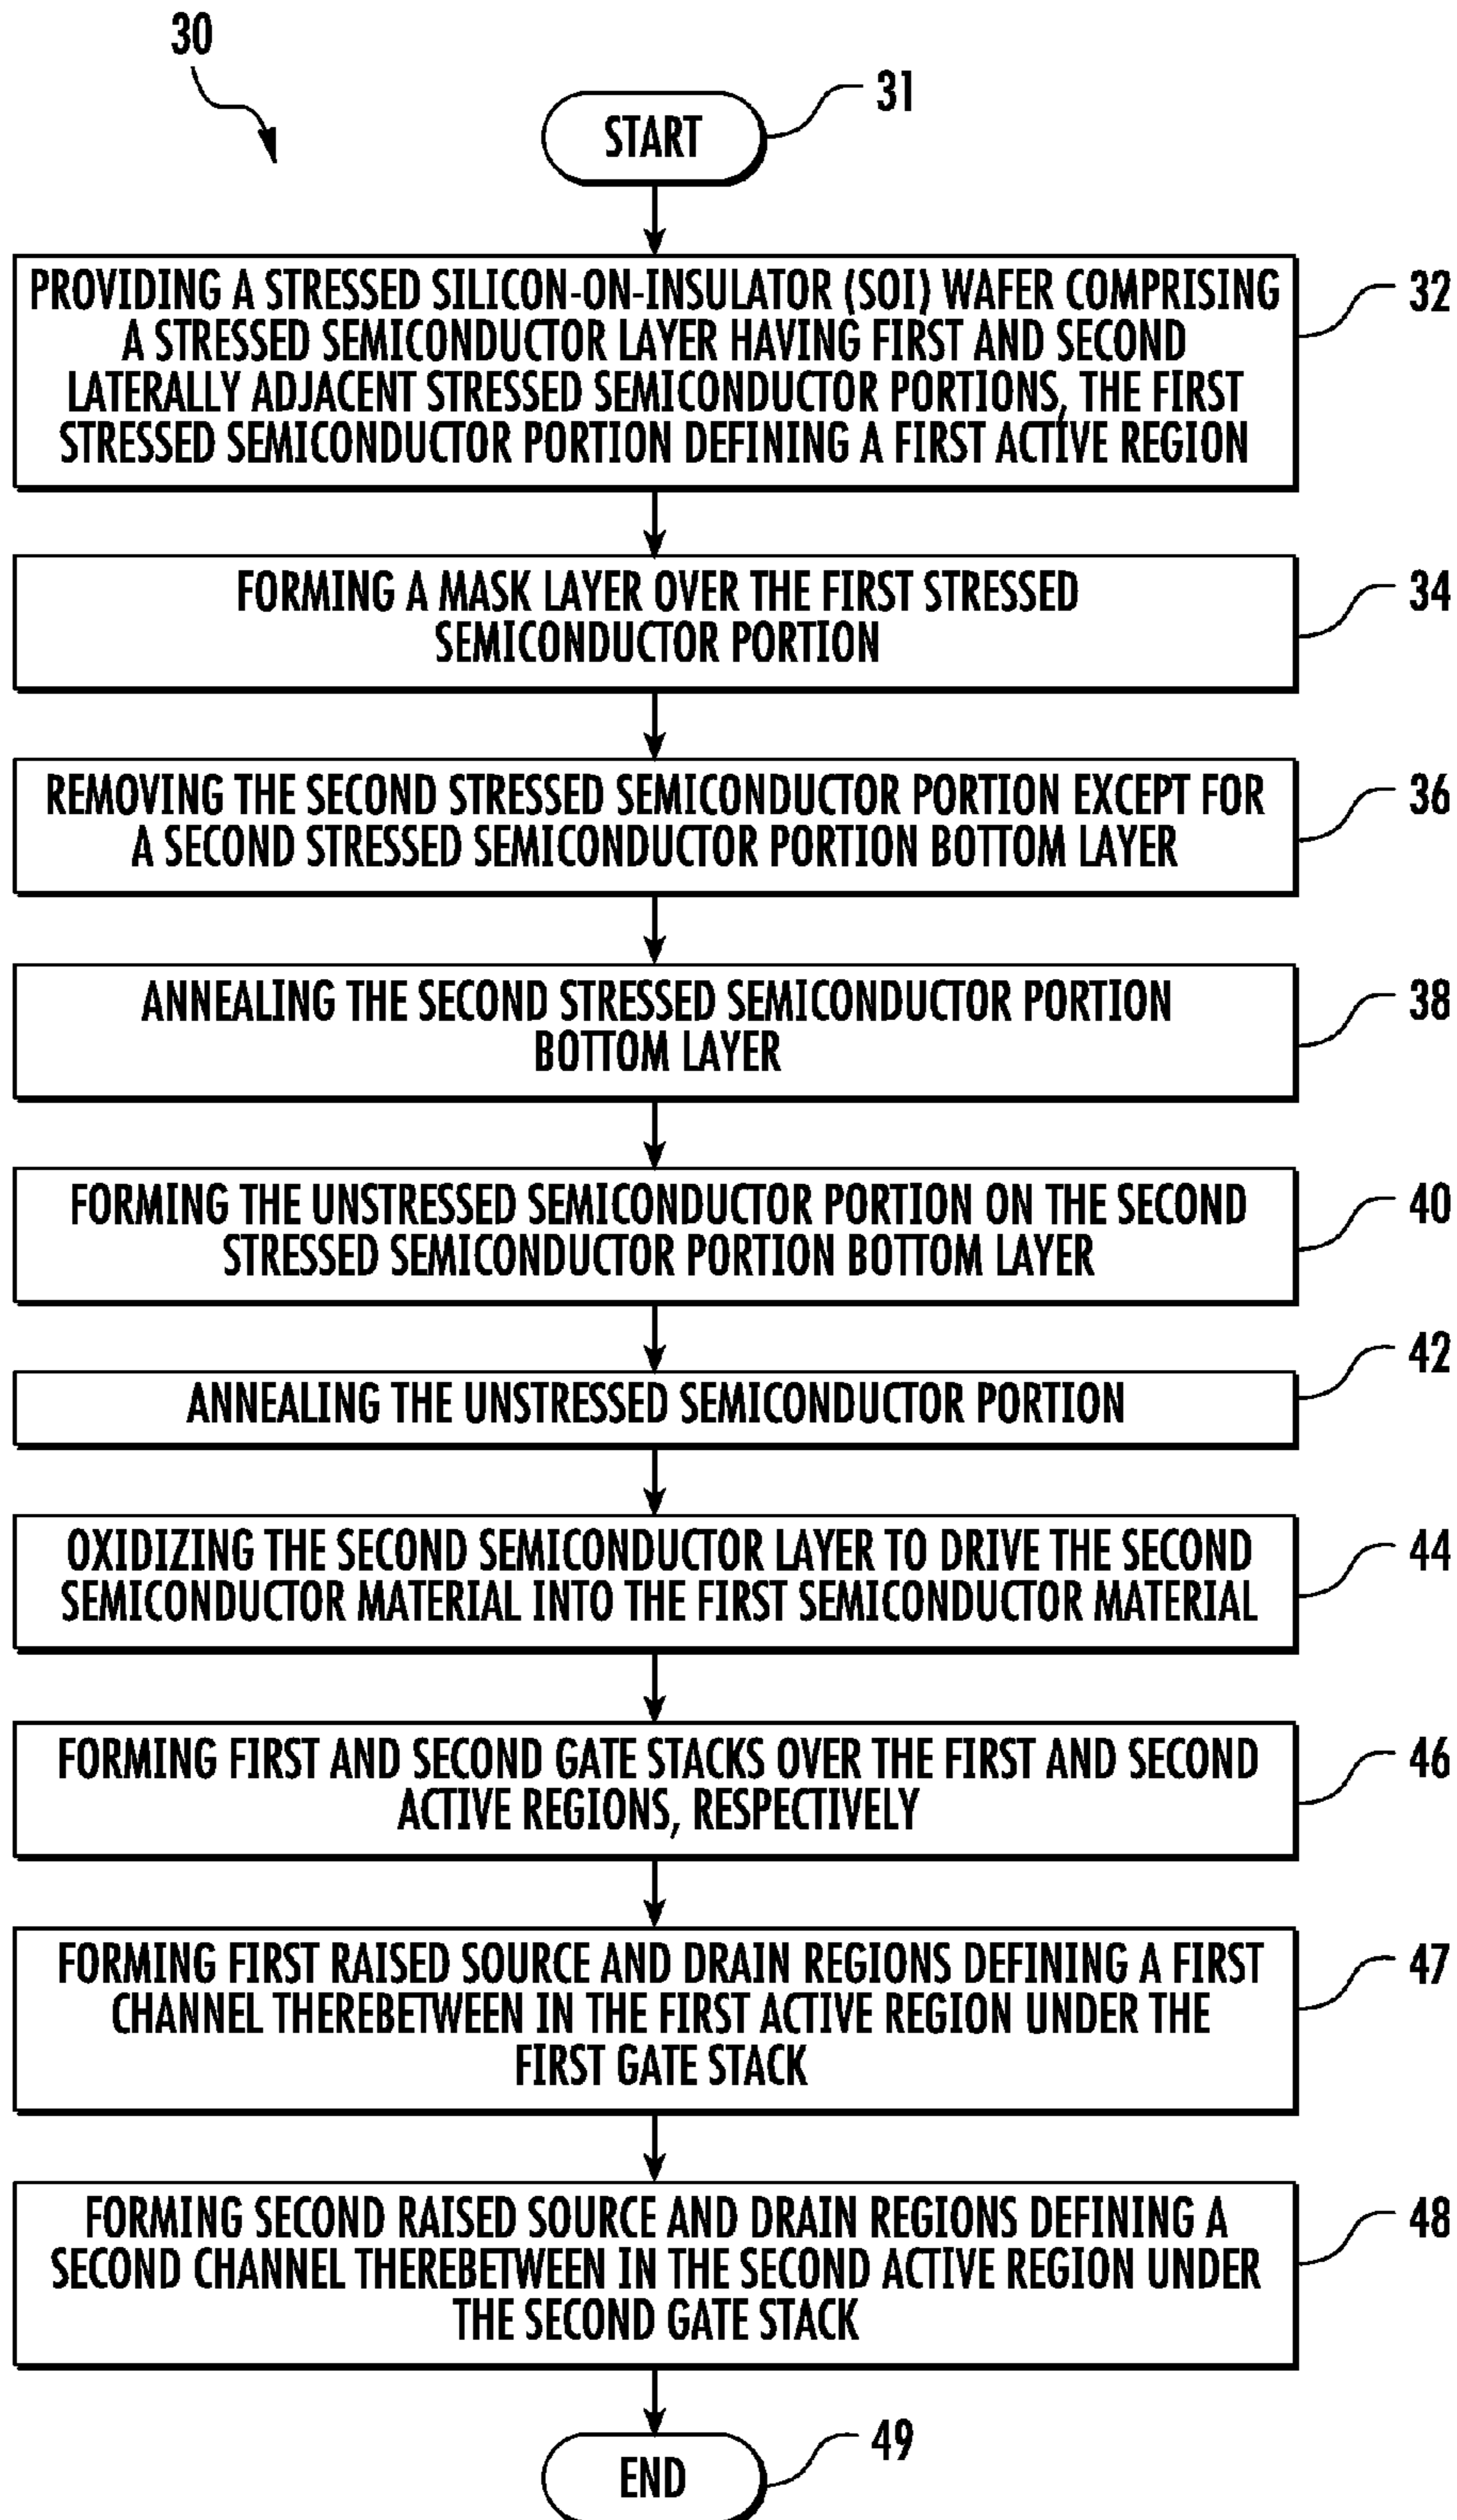 30
31
START
PROVIDING A STRESSED SILICON-ON-INSULATOR (SOI) WAFER COMPRISING
A STRESSED SEMICONDUCTOR LAYER HAVING FIRST AND SECOND
LATERALLY ADJACENT STRESSED SEMICONDUCTOR PORTIONS, THE FIRST
STRESSED SEMICONDUCTOR PORTION DEFINING A FIRST ACTIVE REGION
32
FORMING A MASK LAYER OVER THE FIRST STRESSED
SEMICONDUCTOR PORTION
34
REMOVING THE SECOND STRESSED SEMICONDUCTOR PORTION EXCEPT FOR
A SECOND STRESSED SEMICONDUCTOR PORTION BOTTOM LAYER
36
ANNEALING THE SECOND STRESSED SEMICONDUCTOR PORTION
BOTTOM LAYER
38
FORMING THE UNSTRESSED SEMICONDUCTOR PORTION ON THE SECOND
STRESSED SEMICONDUCTOR PORTION BOTTOM LAYER
40
ANNEALING THE UNSTRESSED SEMICONDUCTOR PORTION
42
OXIDIZING THE SECOND SEMICONDUCTOR LAYER TO DRIVE THE SECOND
SEMICONDUCTOR MATERIAL INTO THE FIRST SEMICONDUCTOR MATERIAL
44
FORMING FIRST AND SECOND GATE STACKS OVER THE FIRST AND SECOND
ACTIVE REGIONS, RESPECTIVELY
46
FORMING FIRST RAISED SOURCE AND DRAIN REGIONS DEFINING A FIRST
CHANNEL THEREBETWEEN IN THE FIRST ACTIVE REGION UNDER THE
FIRST GATE STACK
47
FORMING SECOND RAISED SOURCE AND DRAIN REGIONS DEFINING A
SECOND CHANNEL THEREBETWEEN IN THE SECOND ACTIVE REGION UNDER
THE SECOND GATE STACK
48
END
49